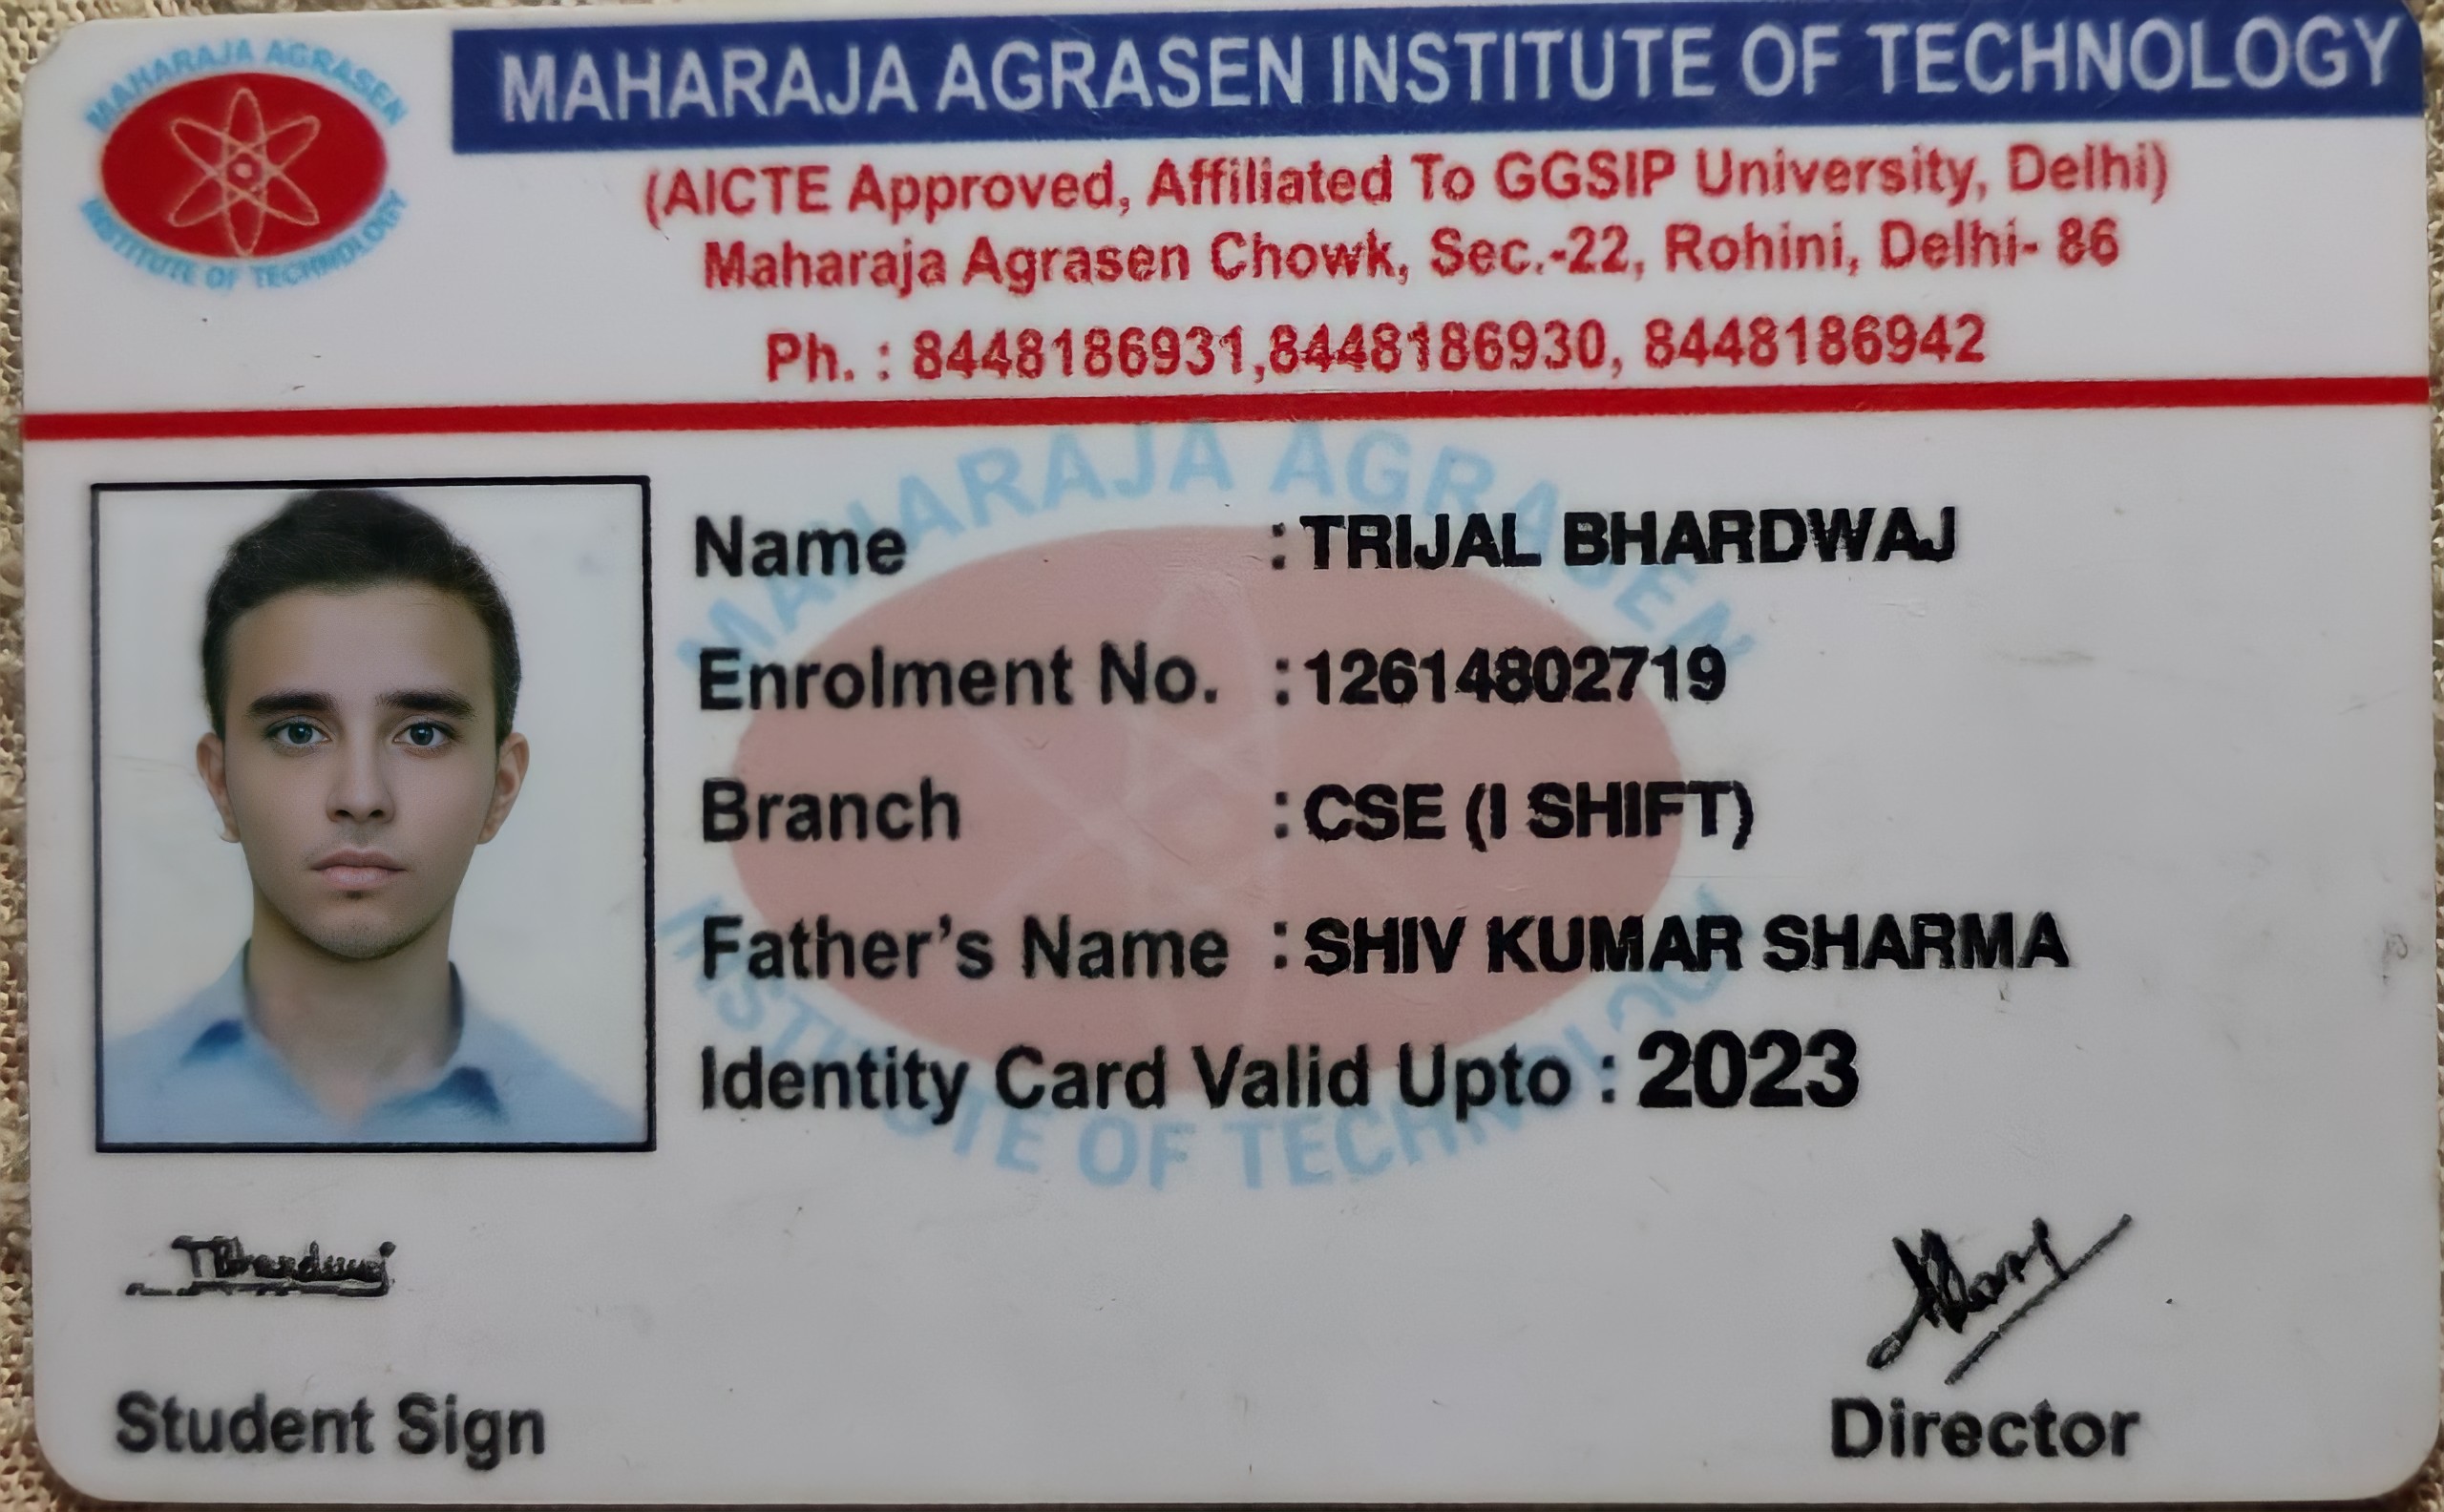 MAHARAJA AGRASEN
INSTITUTE OF TECHNOLOGY
MAHARAJA AGRASEN INSTITUTE OF TECHNOLOGY
(AICTE Approved, Affiliated To GGSIP University, Delhi)
Maharaja Agrasen Chowk, Sec.-22, Rohini, Delhi- 86
Ph. : 8448186931,8448186930, 8448186942
MAHARAJA AGRASEN
Name : TRIJAL BHARDWAJ
Enrolment No. : 12614802719
Branch : CSE (I SHIFT)
Father's Name : SHIV KUMAR SHARMA
Identity Card Valid Upto : 2023
INSTITUTE OF TECHNOLOGY
TBhardwaj
Student Sign
Director